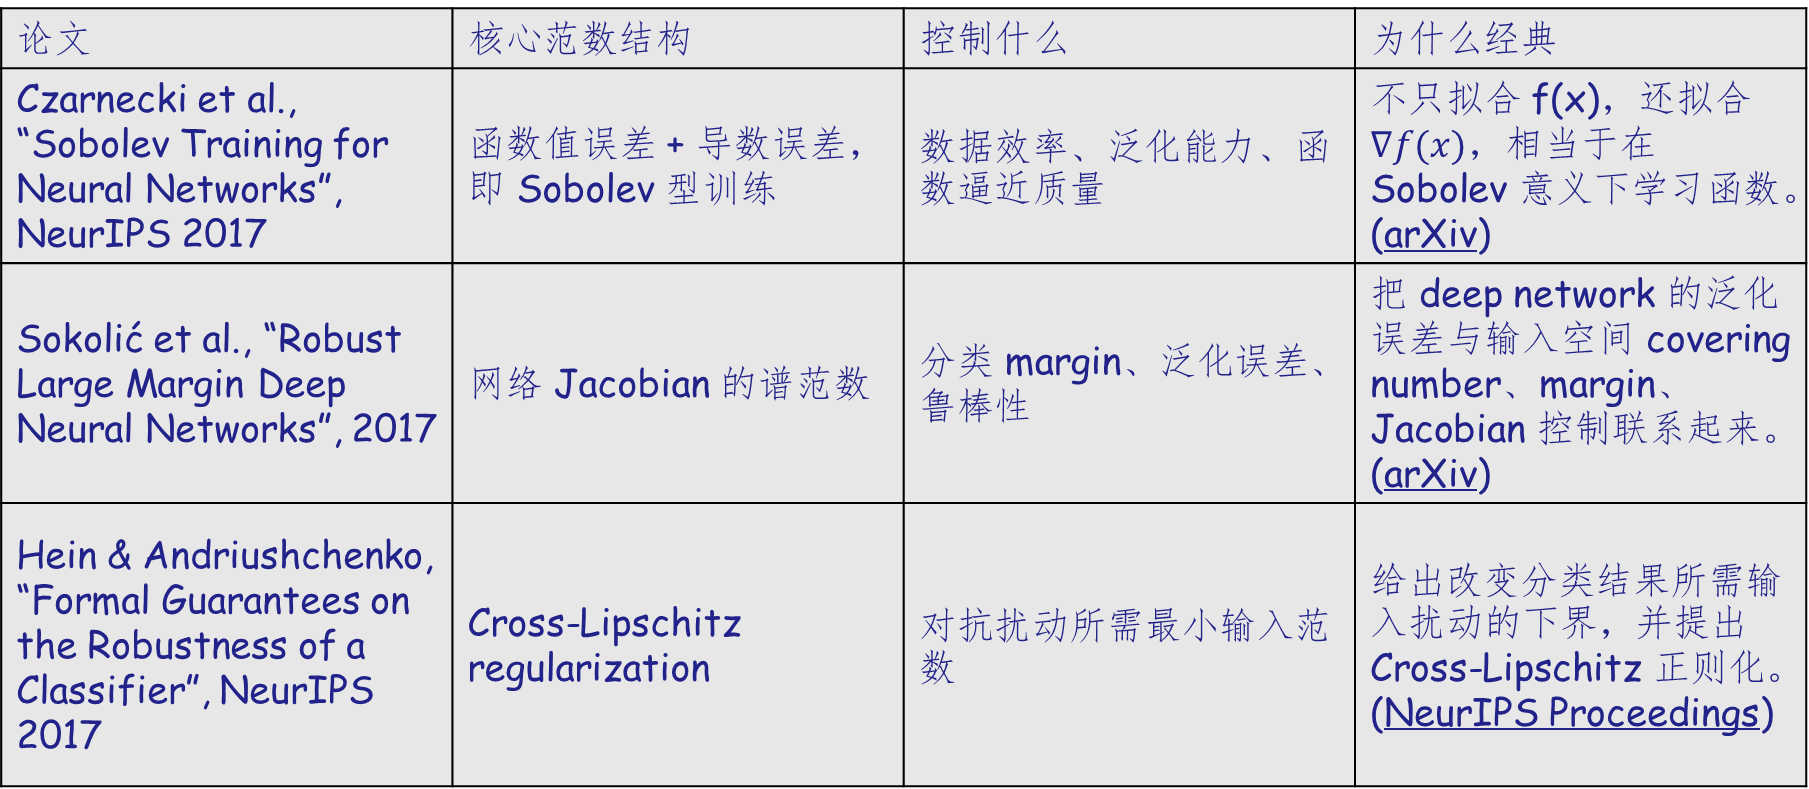 论文
核心范数结构
控制什么
为什么经典
Czarnecki et al.,
“Sobolev Training for
Neural Networks”,
NeurIPS 2017
函数值误差 + 导数误差，
即 Sobolev 型训练
数据效率、泛化能力、函
数逼近质量
不只拟合 f(x)，还拟合
∇f(x)，相当于在
Sobolev 意义下学习函数。
(arXiv)
Sokolić et al., “Robust
Large Margin Deep
Neural Networks”, 2017
网络 Jacobian 的谱范数
分类 margin、泛化误差、
鲁棒性
把 deep network 的泛化
误差与输入空间 covering
number、margin、
Jacobian 控制联系起来。
(arXiv)
Hein & Andriushchenko,
“Formal Guarantees on
the Robustness of a
Classifier”, NeurIPS
2017
Cross-Lipschitz
regularization
对抗扰动所需最小输入范
数
给出改变分类结果所需输
入扰动的下界，并提出
Cross-Lipschitz 正则化。
(NeurIPS Proceedings)